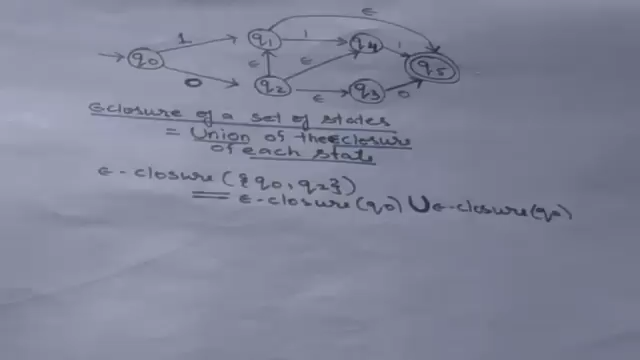 ε
1
q1
1
q4
1
q0
ε
ε
q5
0
q2
ε
q3
0
εclosure of a set of states
= Union of the εclosure
of each state
ε-closure({q0,q2})
= ε-closure(q0) ∪ ε-closure(q2)